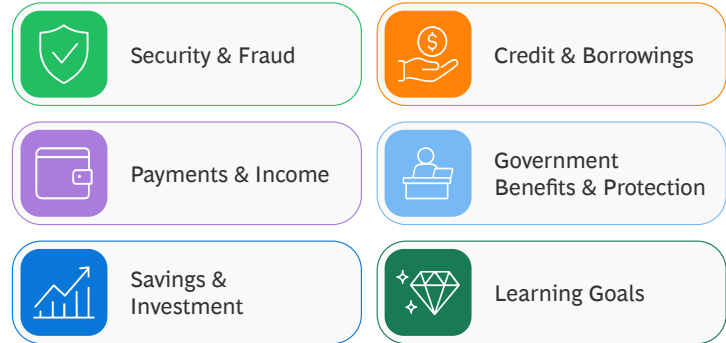 Security & Fraud
Credit & Borrowings
Payments & Income
Government
Benefits & Protection
Savings &
Investment
Learning Goals